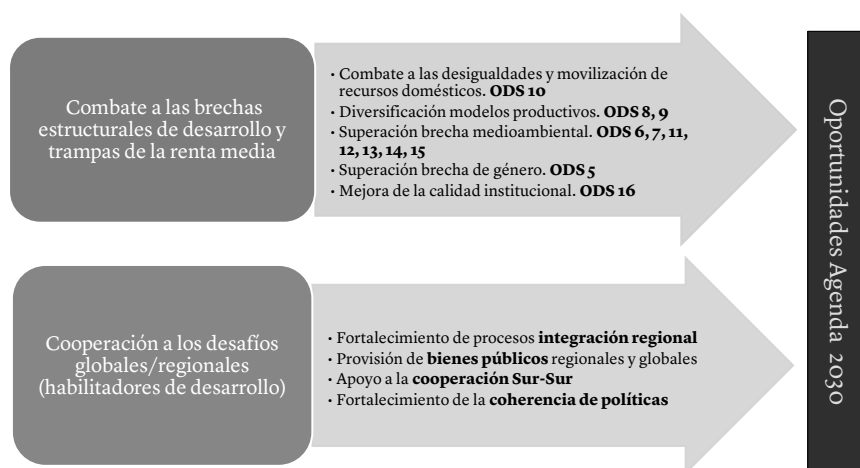 Combate a las brechas
estructurales de desarrollo y
trampas de la renta media
· Combate a las desigualdades y movilización de
recursos domésticos. ODS 10
· Diversificación modelos productivos. ODS 8, 9
· Superación brecha medioambiental. ODS 6, 7, 11,
12, 13, 14, 15
· Superación brecha de género. ODS 5
· Mejora de la calidad institucional. ODS 16
Cooperación a los desafíos
globales/regionales
(habilitadores de desarrollo)
· Fortalecimiento de procesos integración regional
· Provisión de bienes públicos regionales y globales
· Apoyo a la cooperación Sur-Sur
· Fortalecimiento de la coherencia de políticas
Oportunidades Agenda 2030